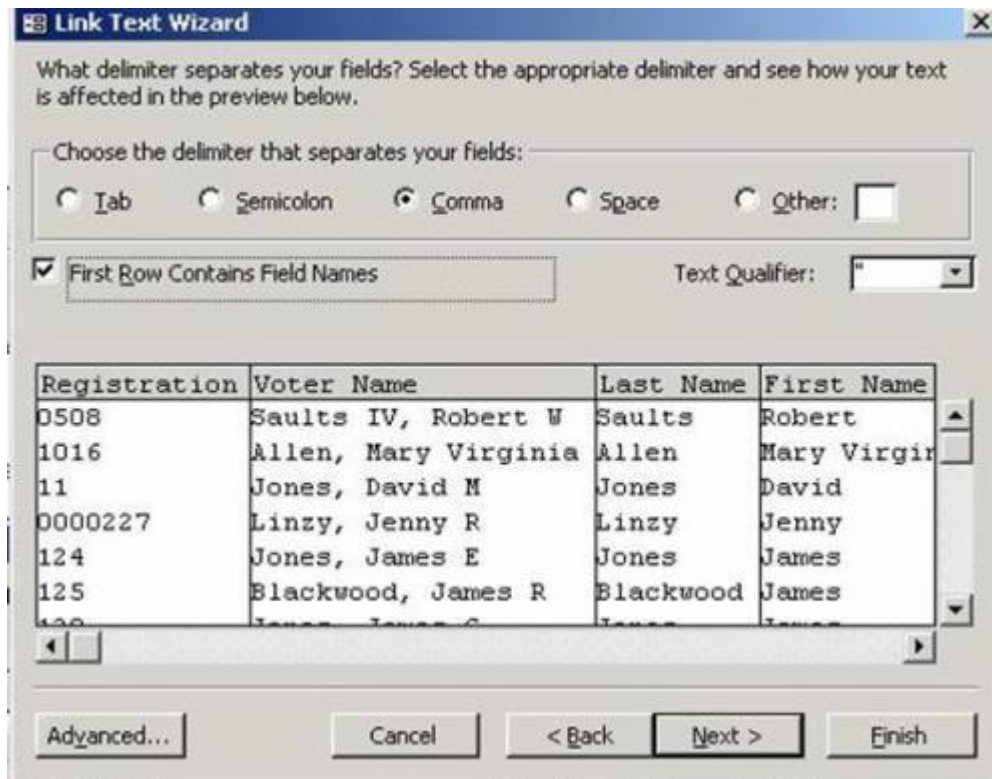 Link Text Wizard
What delimiter separates your fields? Select the appropriate delimiter and see how your text
is affected in the preview below.
Choose the delimiter that separates your fields:
Tab Semicolon Comma Space Other:
First Row Contains Field Names Text Qualifier: "
Registration Voter Name Last Name First Name
0508 Saults IV, Robert W Saults Robert
1016 Allen, Mary Virginia Allen Mary Virgir
11 Jones, David M Jones David
0000227 Linzy, Jenny R Linzy Jenny
124 Jones, James E Jones James
125 Blackwood, James R Blackwood James
Advanced... Cancel < Back Next > Finish